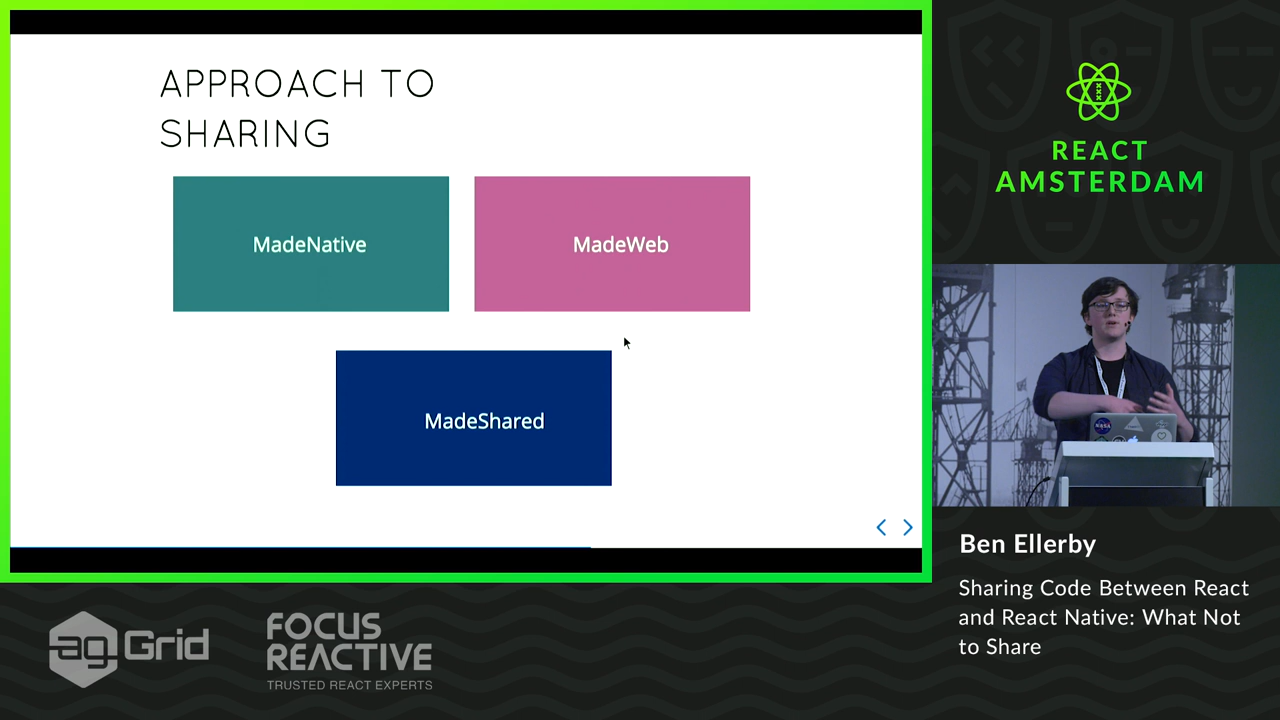 APPROACH TO
SHARING
MadeNative
MadeWeb
MadeShared
REACT
AMSTERDAM
NASA
Ben Ellerby
Sharing Code Between React
and React Native: What Not
to Share
ag Grid
FOCUS
REACTIVE
TRUSTED REACT EXPERTS